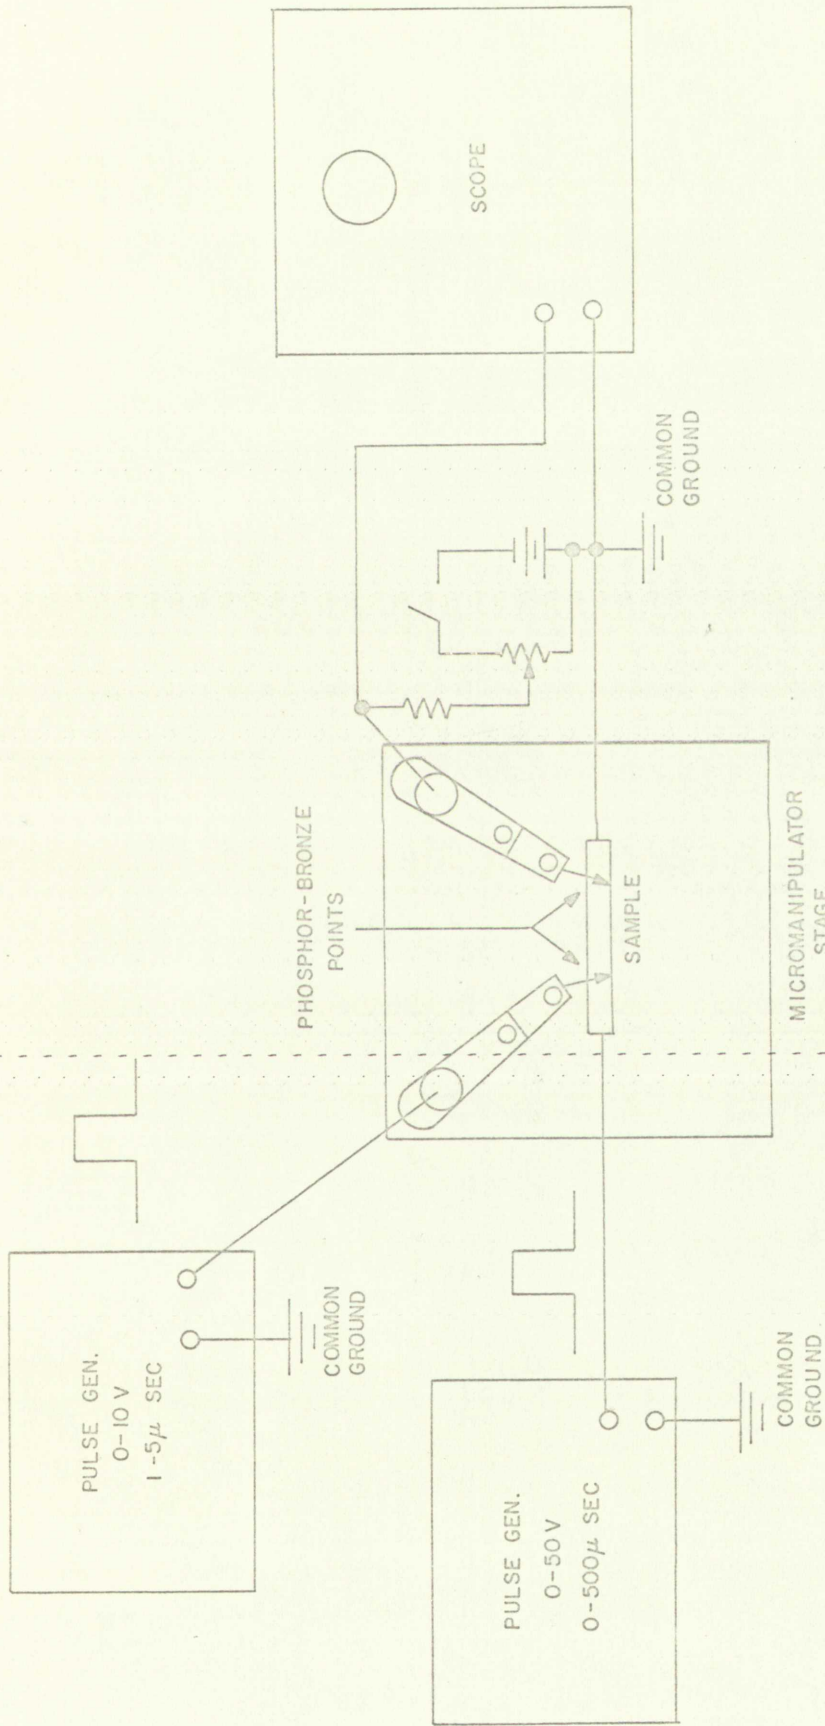 PULSE GEN.
0-10 V
1-5μ SEC
COMMON
GROUND
PHOSPHOR-BRONZE
POINTS
SCOPE
PULSE GEN.
0-50 V
0-500μ SEC
COMMON
GROUND
SAMPLE
COMMON
GROUND
MICROMANIPULATOR
STAGE